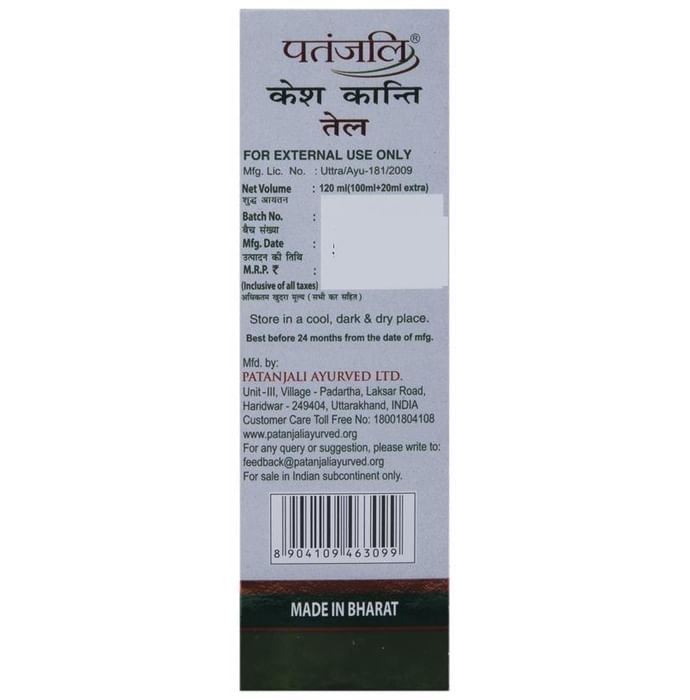 पतंजलि®
केश कान्ति
तेल
FOR EXTERNAL USE ONLY
Mfg. Lic. No. : Uttra/Ayu-181/2009
Net Volume : 120 ml(100ml+20ml extra)
शुद्ध आयतन
Batch No. :
बैच संख्या
Mfg. Date :
उत्पादन की तिथि
M.R.P. ₹ :
(Inclusive of all taxes)
अधिकतम खुदरा मूल्य (सभी कर सहित)
Store in a cool, dark & dry place.
Best before 24 months from the date of mfg.
Mfd. by:
PATANJALI AYURVED LTD.
Unit-III, Village - Padartha, Laksar Road,
Haridwar - 249404, Uttarakhand, INDIA
Customer Care Toll Free No: 18001804108
www.patanjaliayurved.org
For any query or suggestion, please write to:
feedback@patanjaliayurved.org
For sale in Indian subcontinent only.
8 904109 463099
MADE IN BHARAT